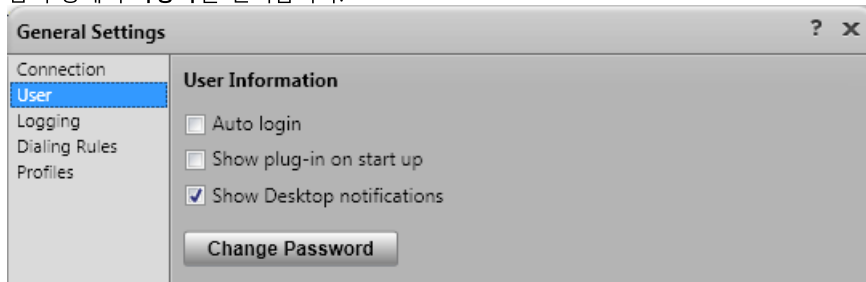 General Settings ? x
Connection
User
Logging
Dialing Rules
Profiles
User Information
Auto login
Show plug-in on start up
Show Desktop notifications
Change Password